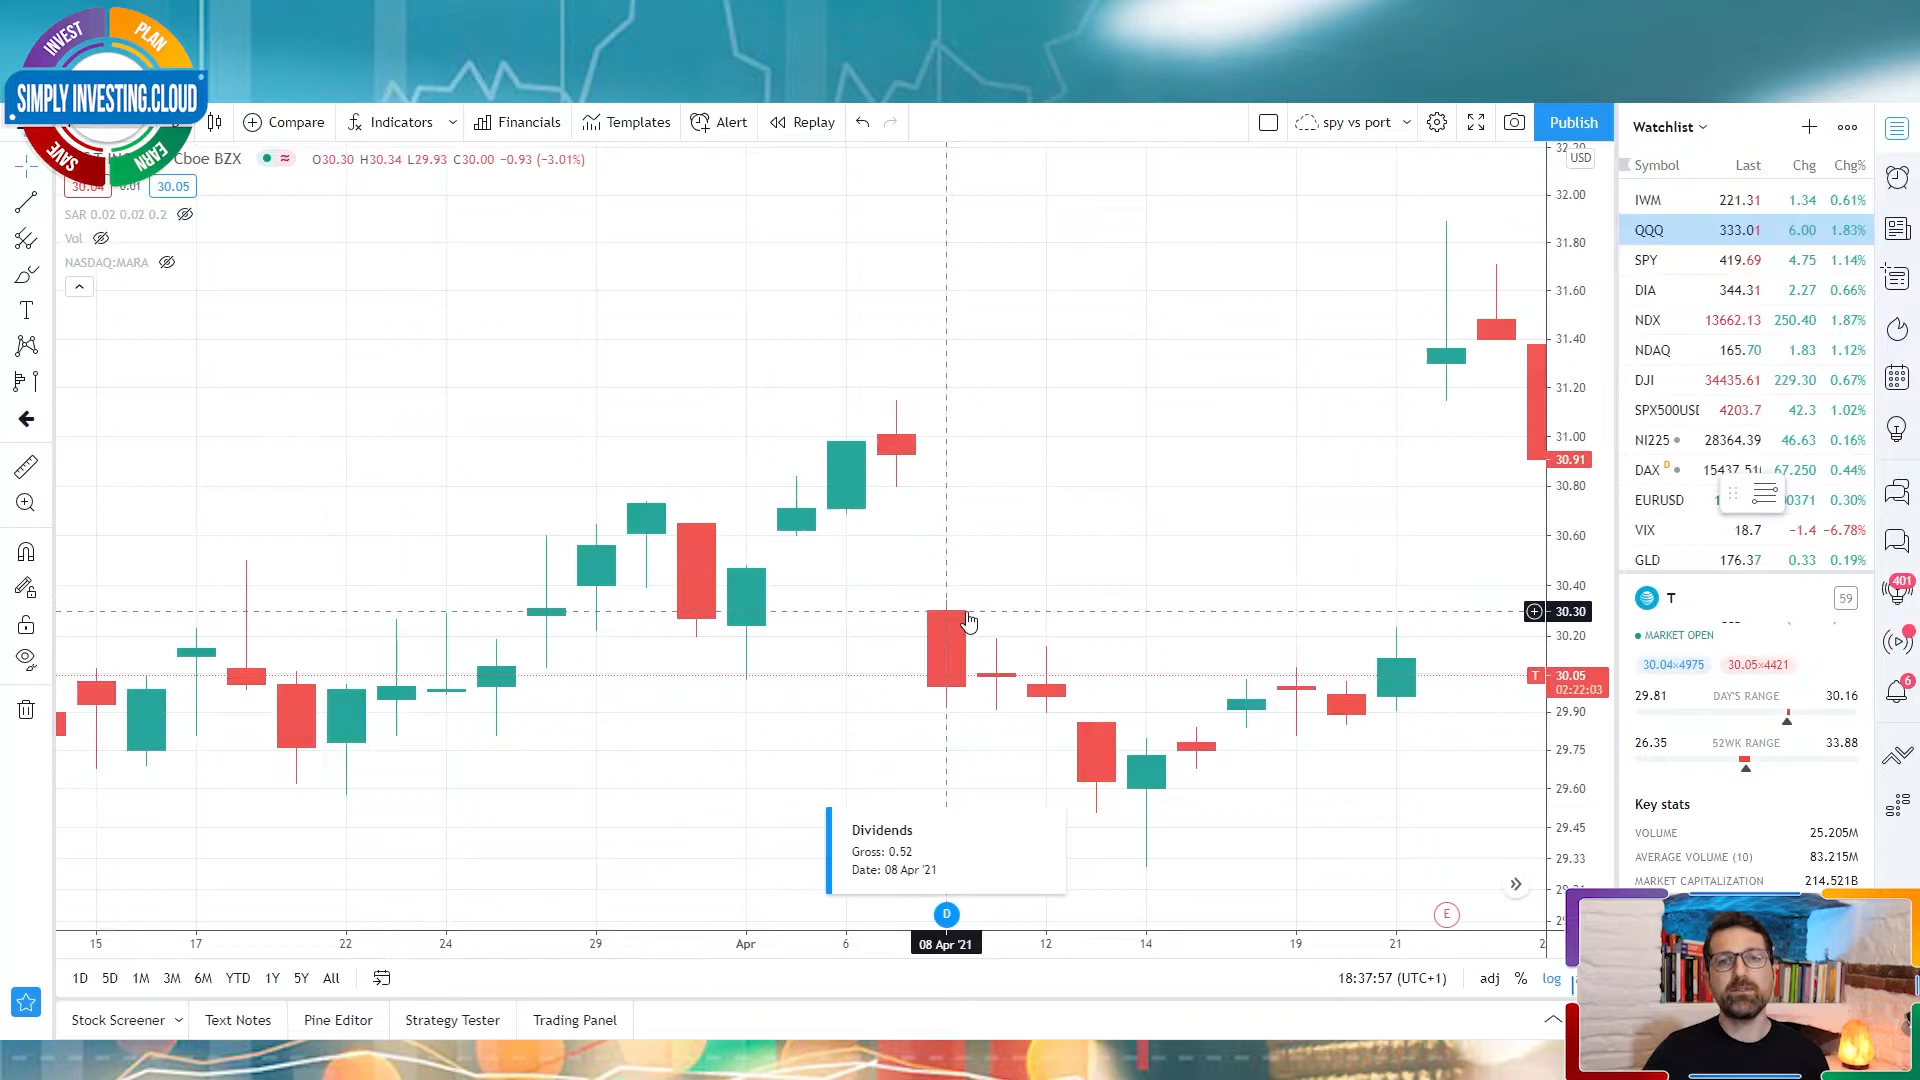 INVEST
PLAN
SIMPLY INVESTING.CLOUD
SAVE
EARN
Compare
Indicators
Financials
Templates
Alert
Replay
spy vs port
Publish
Cboe BZX
O30.30 H30.34 L29.93 C30.00 −0.93 (−3.01%)
30.04
0.01
30.05
SAR 0.02 0.02 0.2
Vol
NASDAQ:MARA
USD
32.20
32.00
31.80
31.60
31.40
31.20
31.00
30.91
30.80
30.60
30.40
30.30
30.20
T
30.05
02:22:03
29.90
29.75
29.60
29.45
29.33
Dividends
Gross: 0.52
Date: 08 Apr '21
D
E
15
17
22
24
29
Apr
6
08 Apr '21
12
14
19
21
1D 5D 1M 3M 6M YTD 1Y 5Y All
18:37:57 (UTC+1)
adj % log
Stock Screener
Text Notes
Pine Editor
Strategy Tester
Trading Panel
Watchlist
Symbol Last Chg Chg%
IWM 221.31 1.34 0.61%
QQQ 333.01 6.00 1.83%
SPY 419.69 4.75 1.14%
DIA 344.31 2.27 0.66%
NDX 13662.13 250.40 1.87%
NDAQ 165.70 1.83 1.12%
DJI 34435.61 229.30 0.67%
SPX500USD 4203.7 42.3 1.02%
NI225 28364.39 46.63 0.16%
DAX D 15437.51 67.250 0.44%
EURUSD 0.30%
VIX 18.7 −1.4 −6.78%
GLD 176.37 0.33 0.19%
T
59
MARKET OPEN
30.04×4975 30.05×4421
29.81 DAY'S RANGE 30.16
26.35 52WK RANGE 33.88
Key stats
VOLUME 25.205M
AVERAGE VOLUME (10) 83.215M
MARKET CAPITALIZATION 214.521B
401
6